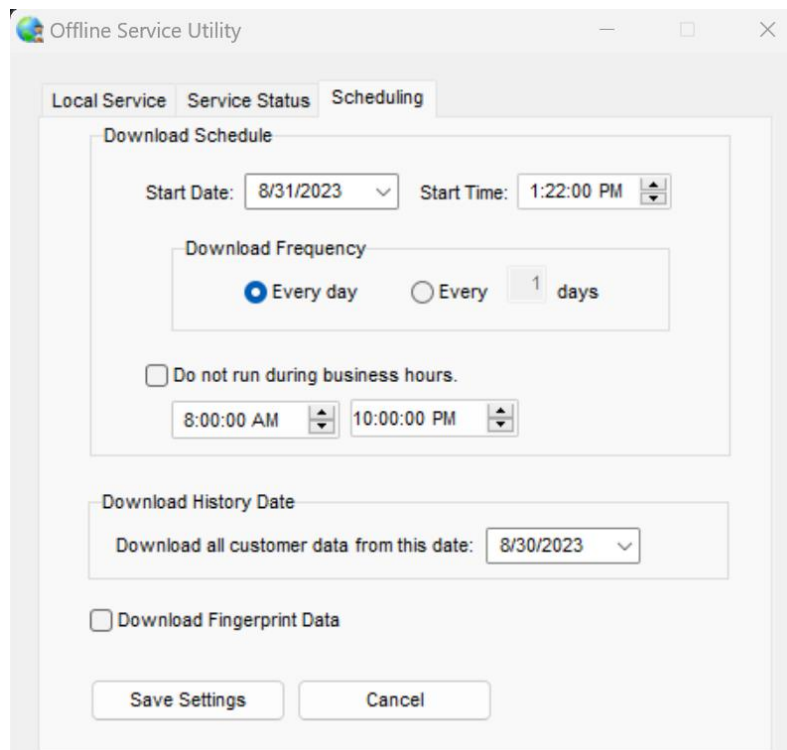 Offline Service Utility
Local Service Service Status Scheduling
Download Schedule
Start Date: 8/31/2023 Start Time: 1:22:00 PM
Download Frequency
Every day Every 1 days
Do not run during business hours.
8:00:00 AM 10:00:00 PM
Download History Date
Download all customer data from this date: 8/30/2023
Download Fingerprint Data
Save Settings Cancel